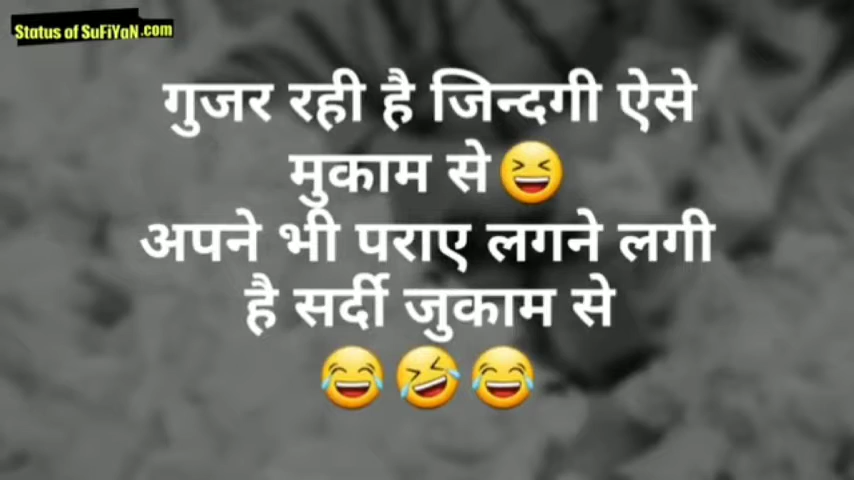 Status of SuFiYaN.com
गुजर रही है जिन्दगी ऐसे
मुकाम से😆
अपने भी पराए लगने लगी
है सर्दी जुकाम से
😂🤣😂